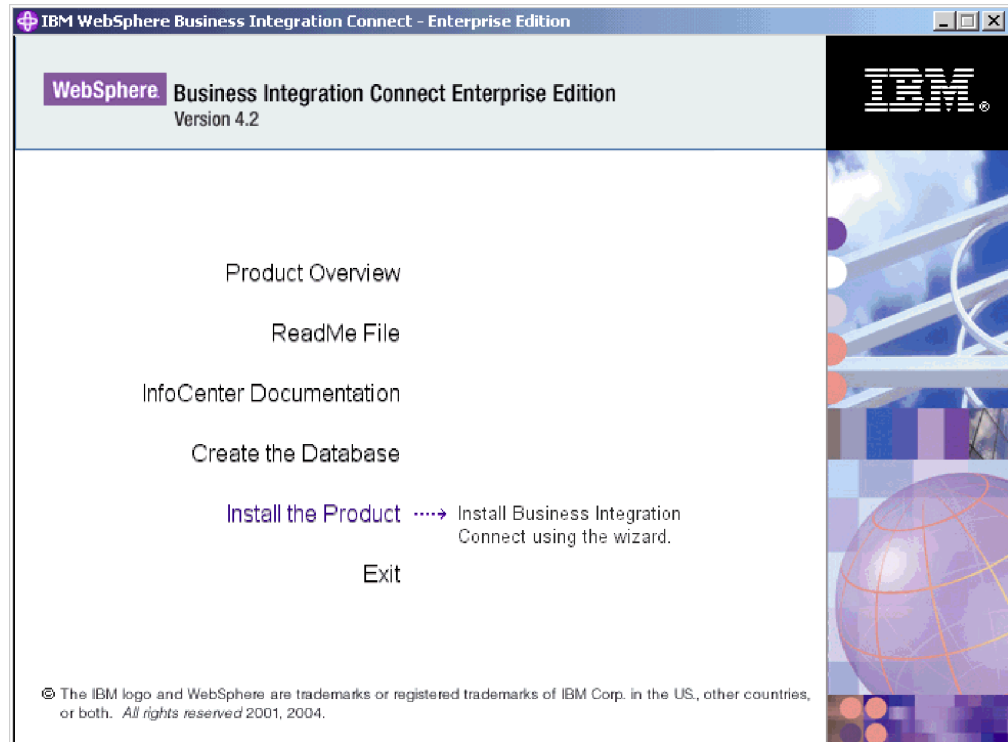 IBM WebSphere Business Integration Connect - Enterprise Edition
WebSphere. Business Integration Connect Enterprise Edition
Version 4.2
IBM®
Product Overview
ReadMe File
InfoCenter Documentation
Create the Database
Install the Product
Install Business Integration
Connect using the wizard.
Exit
© The IBM logo and WebSphere are trademarks or registered trademarks of IBM Corp. in the US., other countries,
or both. All rights reserved 2001, 2004.